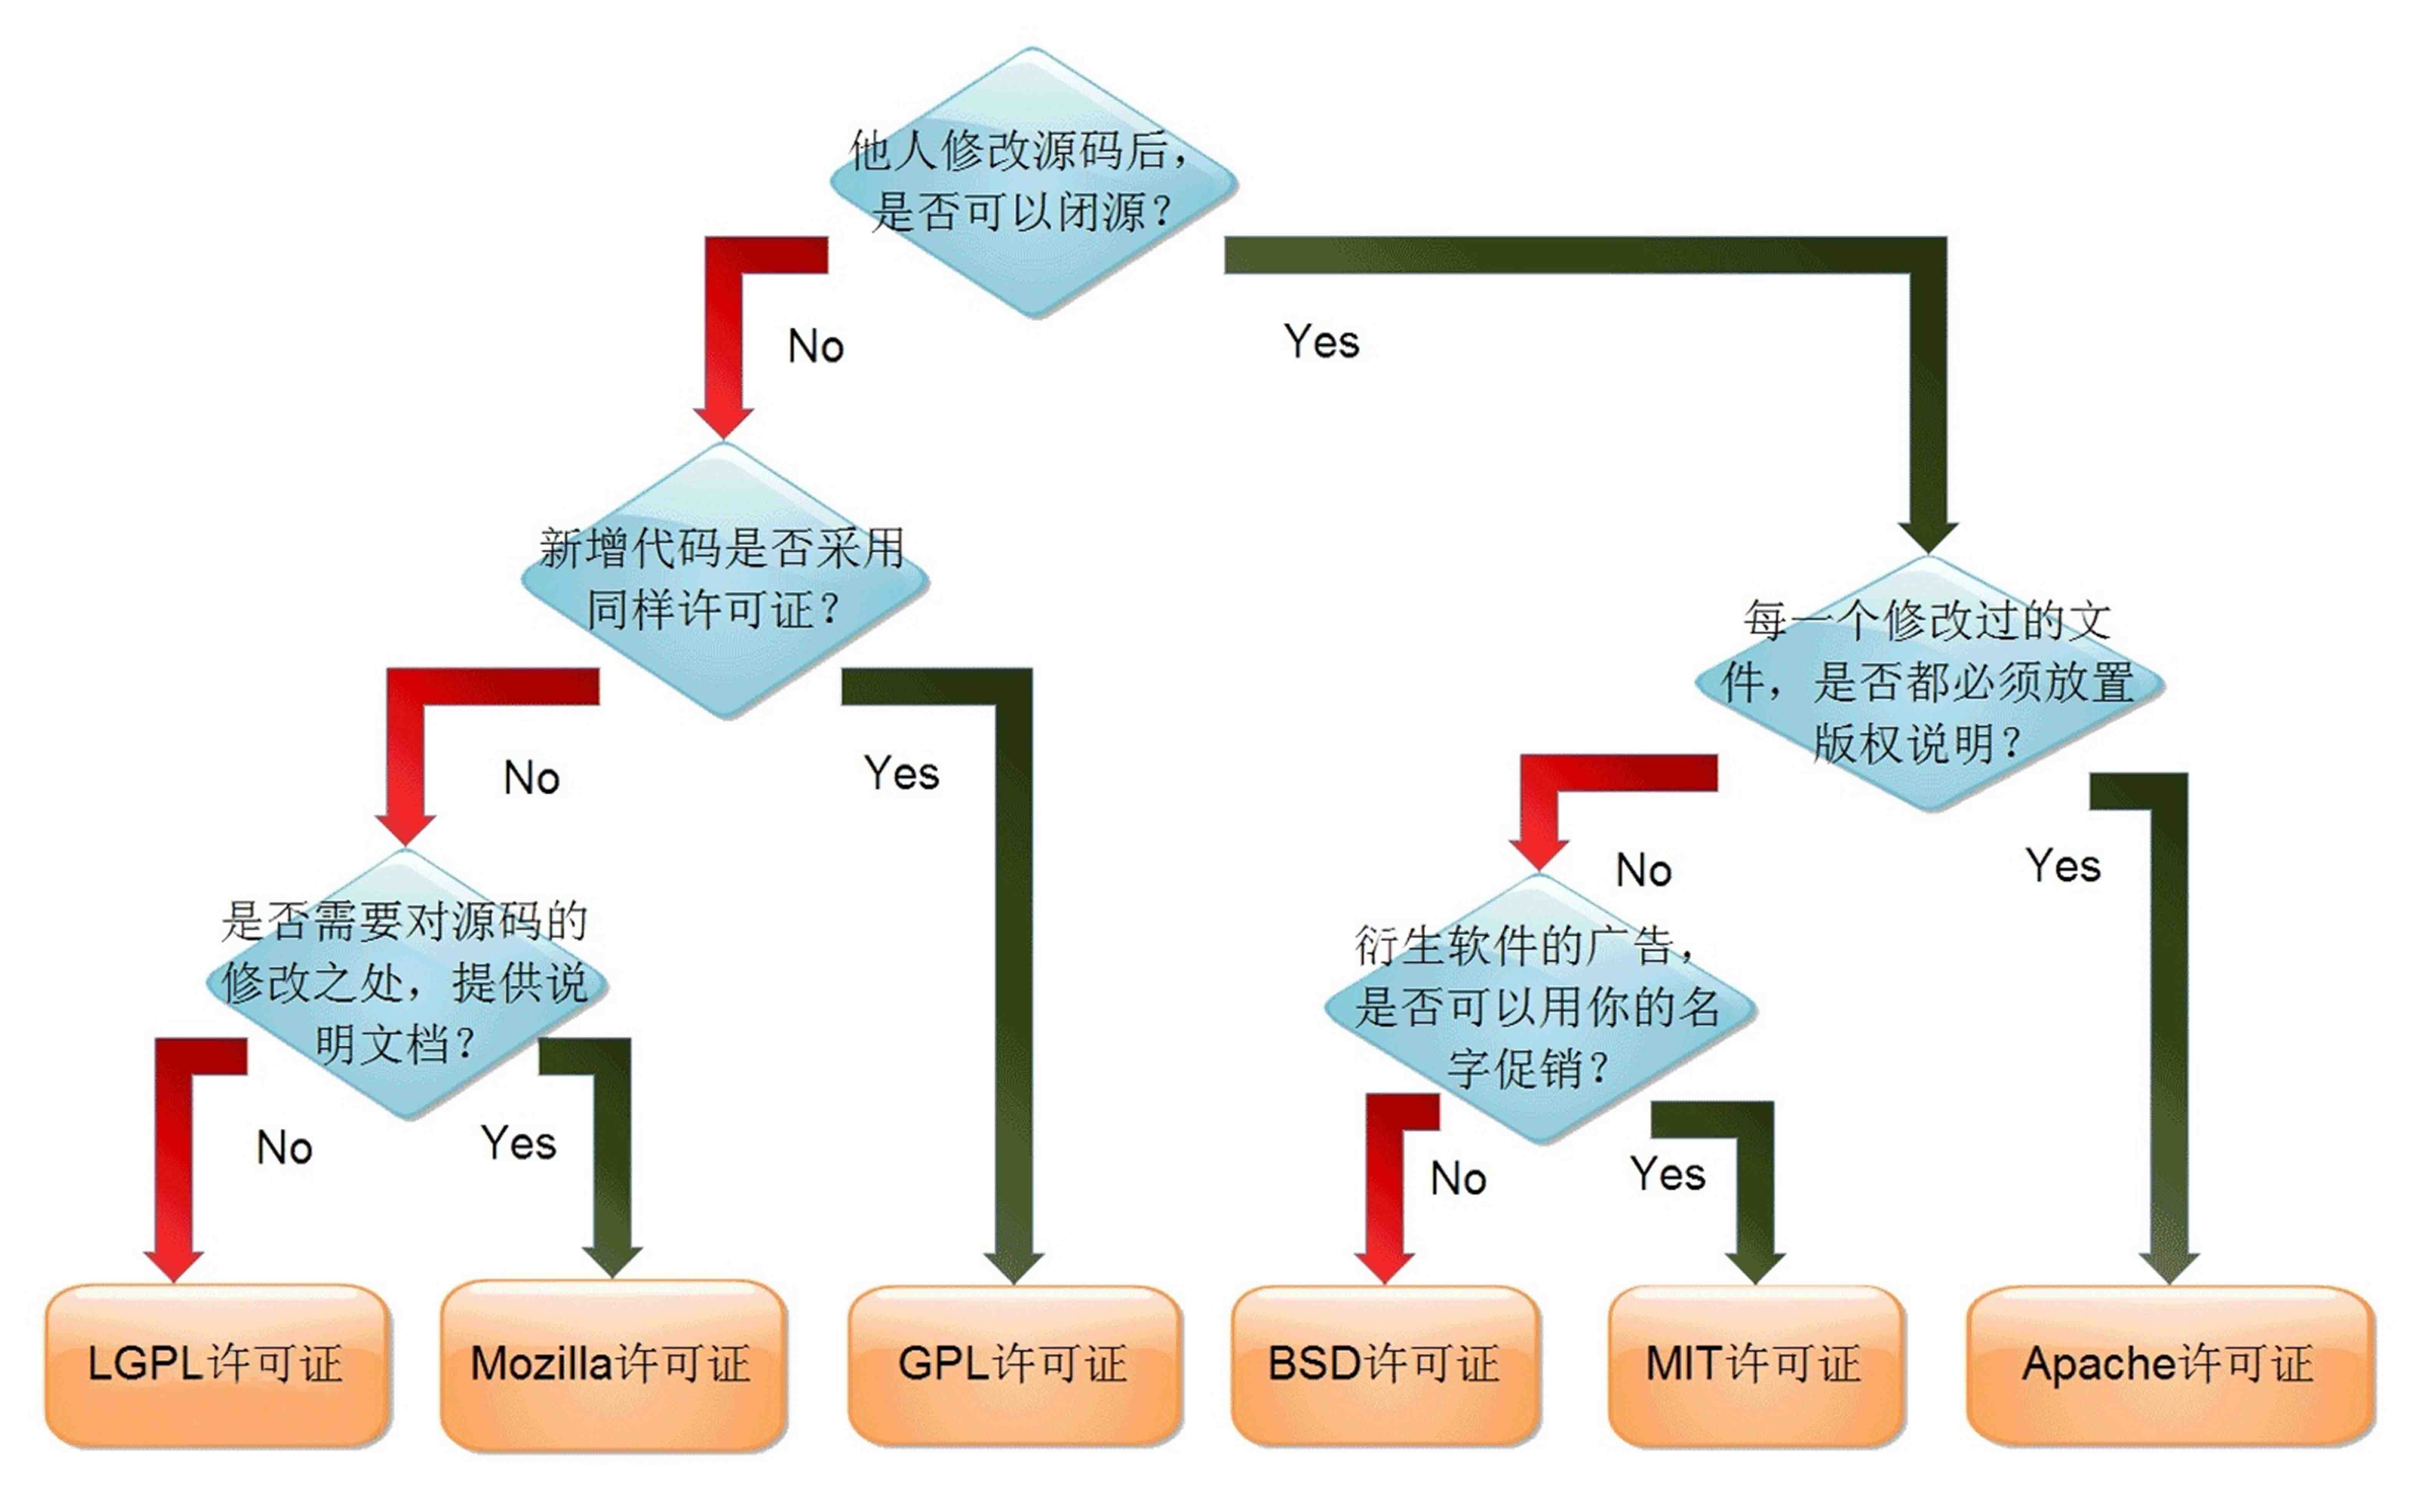 他人修改源码后，
是否可以闭源？
No
Yes
新增代码是否采用
同样许可证？
每一个修改过的文
件，是否都必须放置
版权说明？
No
Yes
No
Yes
是否需要对源码的
修改之处，提供说
明文档？
衍生软件的广告，
是否可以用你的名
字促销？
No
Yes
No
Yes
LGPL许可证
Mozilla许可证
GPL许可证
BSD许可证
MIT许可证
Apache许可证